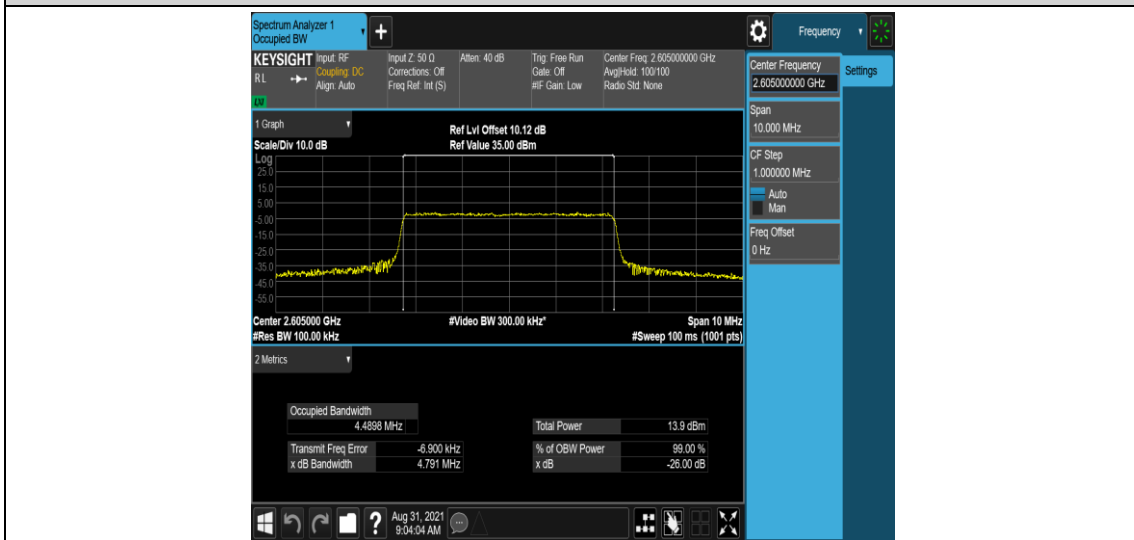 Spectrum Analyzer 1
Occupied BW
+
Frequency
KEYSIGHT
RL
LXI
Input: RF
Coupling: DC
Align: Auto
Input Z: 50 Ω
Corrections: Off
Freq Ref: Int (S)
Atten: 40 dB
Trig: Free Run
Gate: Off
#IF Gain: Low
Center Freq: 2.605000000 GHz
Avg|Hold: 100/100
Radio Std: None
Center Frequency
2.605000000 GHz
Settings
Span
10.000 MHz
CF Step
1.000000 MHz
Auto
Man
Freq Offset
0 Hz
1 Graph
Scale/Div 10.0 dB
Ref Lvl Offset 10.12 dB
Ref Value 35.00 dBm
Log
25.0
15.0
5.00
-5.00
-15.0
-25.0
-35.0
-45.0
-55.0
Center 2.605000 GHz
#Res BW 100.00 kHz
#Video BW 300.00 kHz*
Span 10 MHz
#Sweep 100 ms (1001 pts)
2 Metrics
Occupied Bandwidth
4.4898 MHz
Total Power 13.9 dBm
Transmit Freq Error -6.900 kHz
% of OBW Power 99.00 %
x dB Bandwidth 4.791 MHz
x dB -26.00 dB
?
Aug 31, 2021
9:04:04 AM